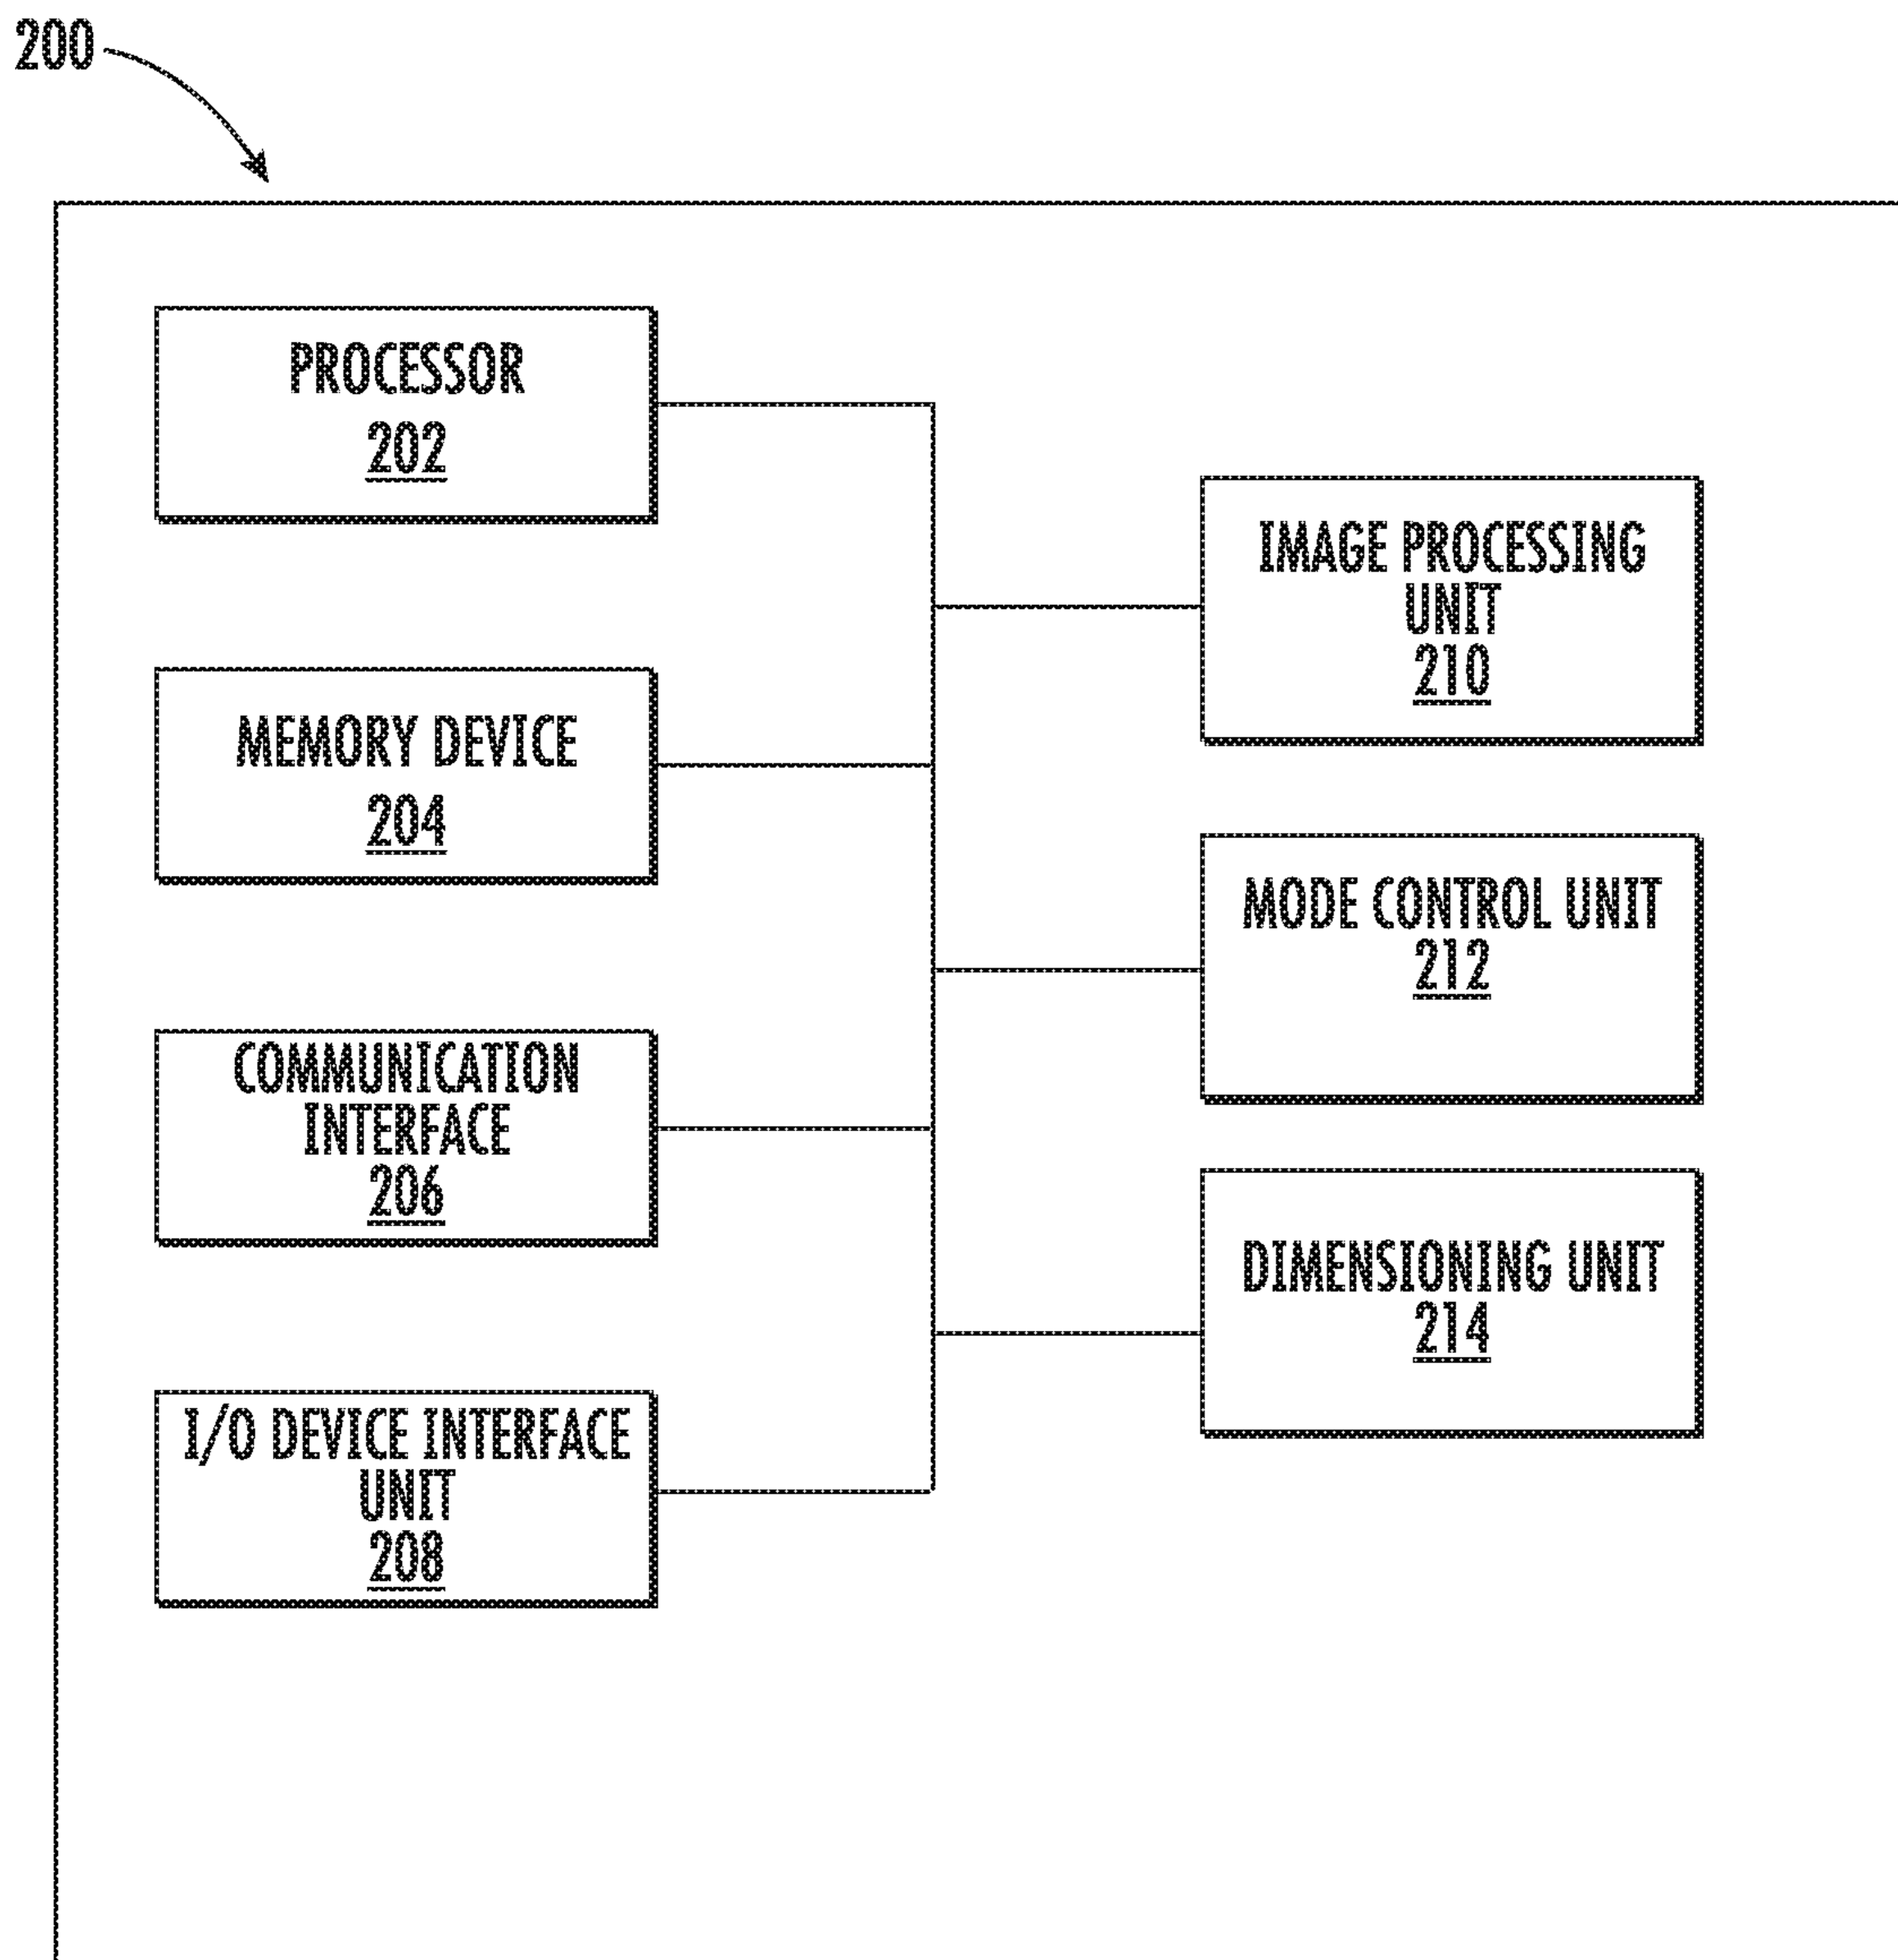 200
PROCESSOR
202
MEMORY DEVICE
204
COMMUNICATION
INTERFACE
206
I/O DEVICE INTERFACE
UNIT
208
IMAGE PROCESSING
UNIT
210
MODE CONTROL UNIT
212
DIMENSIONING UNIT
214